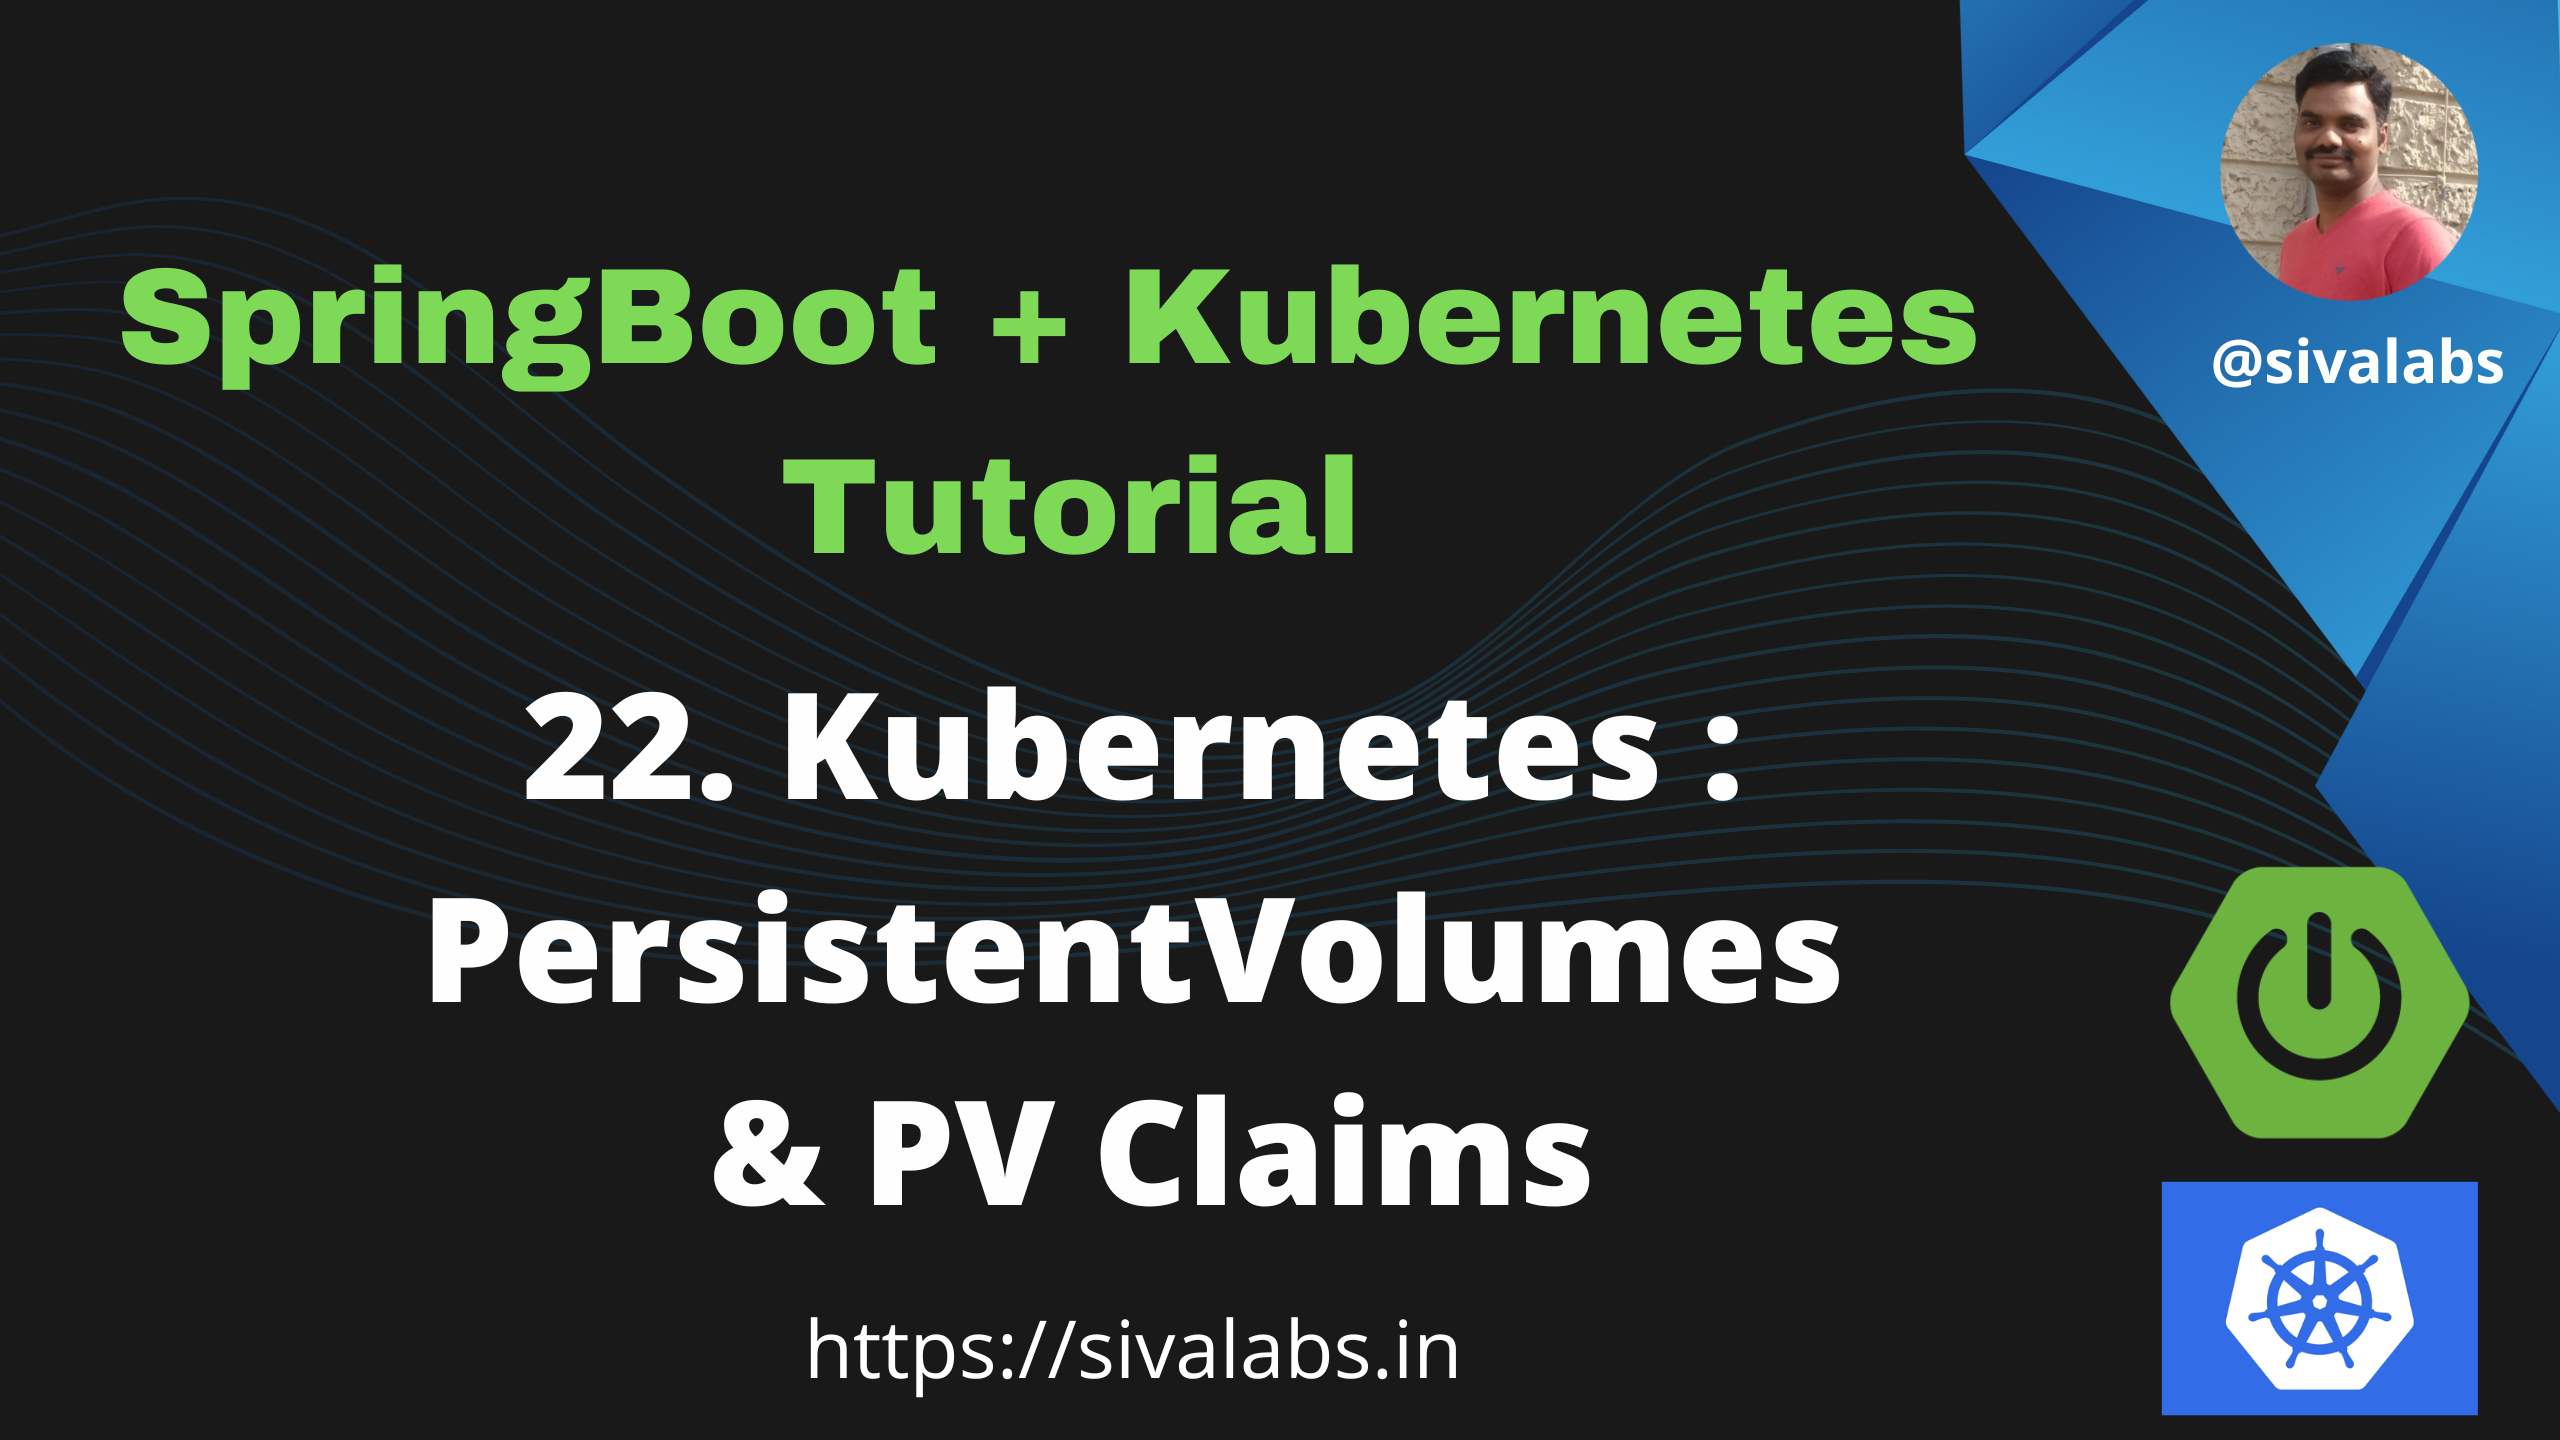 SpringBoot + Kubernetes
Tutorial
@sivalabs
22. Kubernetes :
PersistentVolumes
& PV Claims
https://sivalabs.in